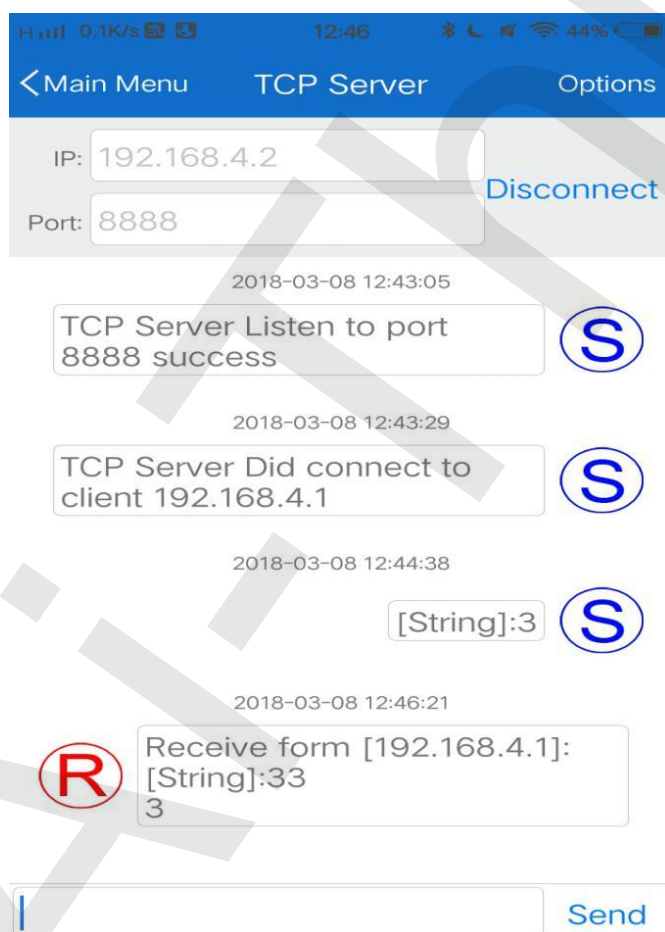 0.1K/s 12:46 44%
Main Menu TCP Server Options
IP: 192.168.4.2
Disconnect
Port: 8888
2018-03-08 12:43:05
TCP Server Listen to port
8888 success
S
2018-03-08 12:43:29
TCP Server Did connect to
client 192.168.4.1
S
2018-03-08 12:44:38
[String]:3
S
2018-03-08 12:46:21
R
Receive form [192.168.4.1]:
[String]:33
3
Send